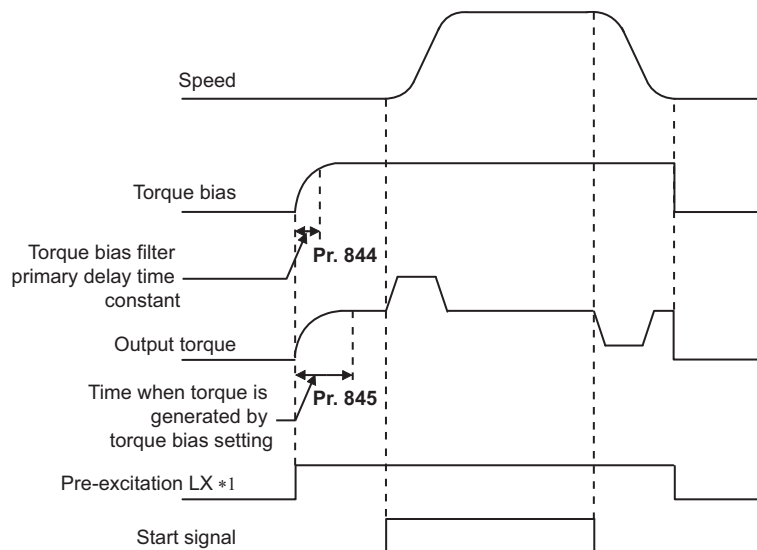 Speed
Torque bias
Torque bias filter
primary delay time
constant
Pr. 844
Output torque
Time when torque is
generated by
torque bias setting
Pr. 845
Pre-excitation LX *1
Start signal